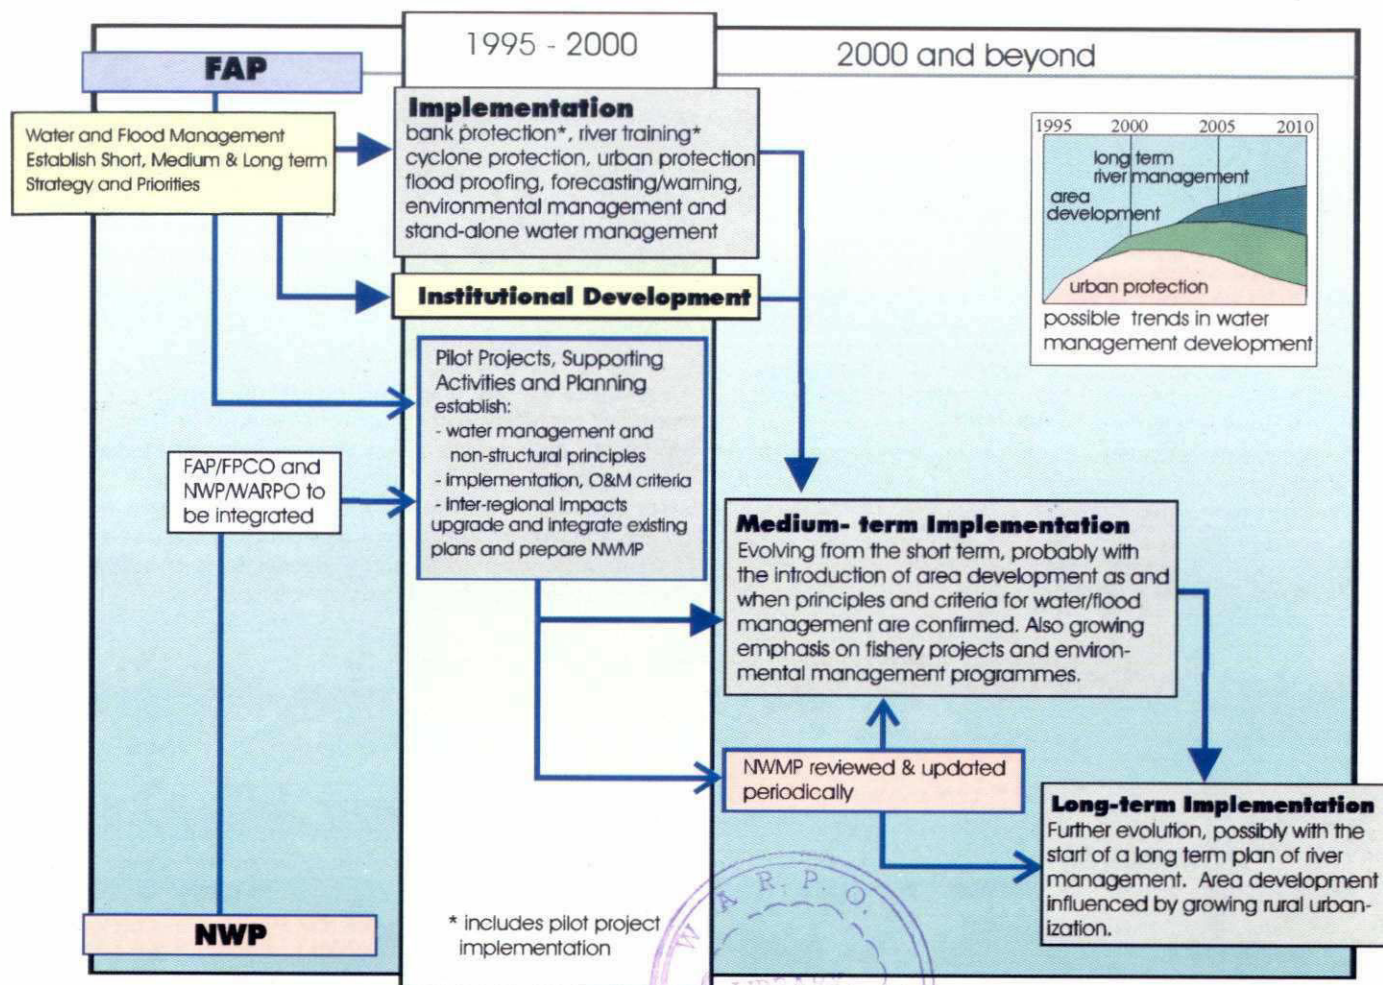 1995 - 2000
2000 and beyond
FAP
Water and Flood Management
Establish Short, Medium & Long term
Strategy and Priorities
Implementation
bank protection*, river training*
cyclone protection, urban protection
flood proofing, forecasting/warning,
environmental management and
stand-alone water management
Institutional Development
Pilot Projects, Supporting
Activities and Planning
establish:
- water management and
non-structural principles
- implementation, O&M criteria
- Inter-regional impacts
upgrade and integrate existing
plans and prepare NWMP
FAP/FPCO and
NWP/WARPO to
be integrated
NWP
* includes pilot project
implementation
1995 2000 2005 2010
long term
river management
area
development
urban protection
possible trends in water
management development
Medium- term Implementation
Evolving from the short term, probably with
the introduction of area development as and
when principles and criteria for water/flood
management are confirmed. Also growing
emphasis on fishery projects and environ-
mental management programmes.
NWMP reviewed & updated
periodically
Long-term Implementation
Further evolution, possibly with the
start of a long term plan of river
management. Area development
influenced by growing rural urban-
ization.
W A R. P. O.